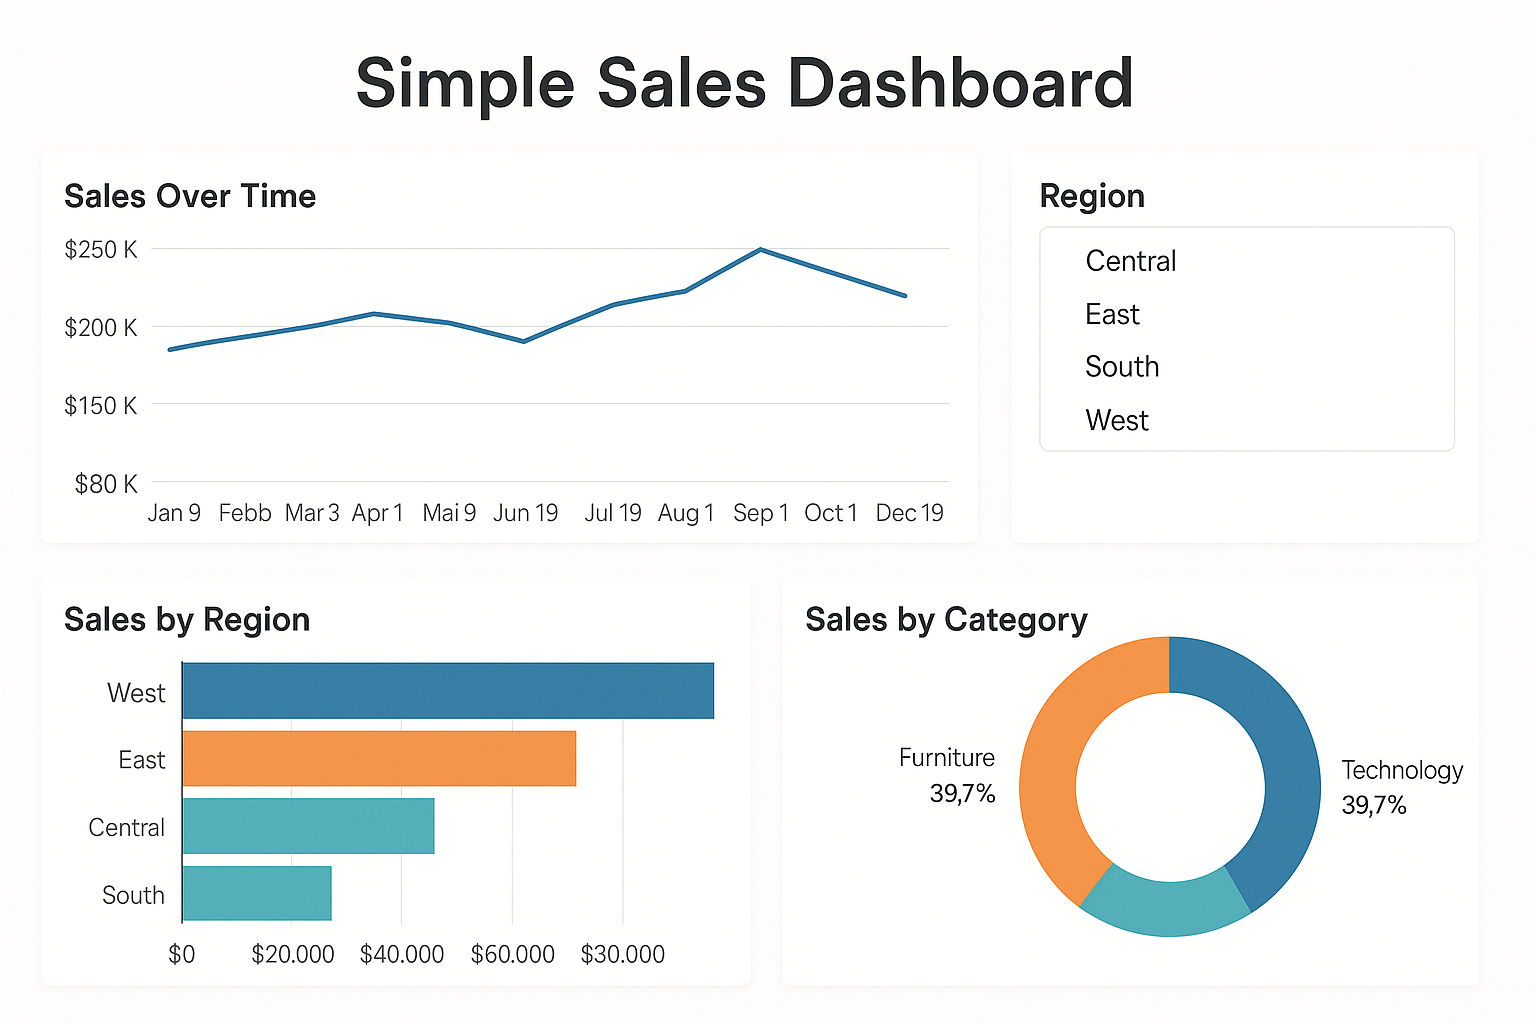 Simple Sales Dashboard
Sales Over Time
$250 K
$200 K
$150 K
$80 K
Jan 9 Febb Mar 3 Apr 1 Mai 9 Jun 19 Jul 19 Aug 1 Sep 1 Oct 1 Dec 19
Region
Central
East
South
West
Sales by Region
West
East
Central
South
$0 $20.000 $40.000 $60.000 $30.000
Sales by Category
Furniture
39,7%
Technology
39,7%